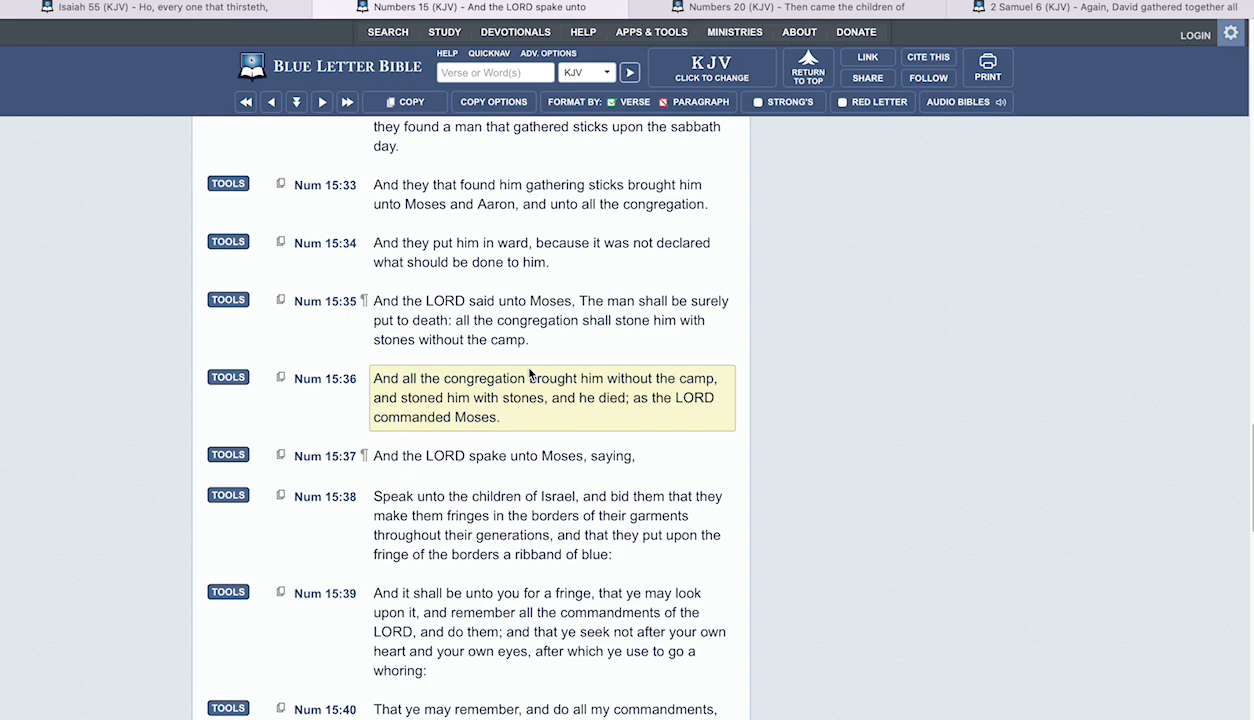 Isaiah 55 (KJV) - Ho, every one that thirsteth,
Numbers 15 (KJV) - And the LORD spake unto
Numbers 20 (KJV) - Then came the children of
2 Samuel 6 (KJV) - Again, David gathered together all
SEARCH STUDY DEVOTIONALS HELP APPS & TOOLS MINISTRIES ABOUT DONATE
LOGIN
BLUE LETTER BIBLE
HELP QUICKNAV ADV. OPTIONS
Verse or Word(s) KJV
KJV
CLICK TO CHANGE
RETURN
TO TOP
LINK CITE THIS
SHARE FOLLOW
PRINT
COPY COPY OPTIONS FORMAT BY: VERSE PARAGRAPH STRONG'S RED LETTER AUDIO BIBLES
they found a man that gathered sticks upon the sabbath
day.
TOOLS Num 15:33 And they that found him gathering sticks brought him
unto Moses and Aaron, and unto all the congregation.
TOOLS Num 15:34 And they put him in ward, because it was not declared
what should be done to him.
TOOLS Num 15:35 ¶ And the LORD said unto Moses, The man shall be surely
put to death: all the congregation shall stone him with
stones without the camp.
TOOLS Num 15:36 And all the congregation brought him without the camp,
and stoned him with stones, and he died; as the LORD
commanded Moses.
TOOLS Num 15:37 ¶ And the LORD spake unto Moses, saying,
TOOLS Num 15:38 Speak unto the children of Israel, and bid them that they
make them fringes in the borders of their garments
throughout their generations, and that they put upon the
fringe of the borders a ribband of blue:
TOOLS Num 15:39 And it shall be unto you for a fringe, that ye may look
upon it, and remember all the commandments of the
LORD, and do them; and that ye seek not after your own
heart and your own eyes, after which ye use to go a
whoring:
TOOLS Num 15:40 That ye may remember, and do all my commandments,